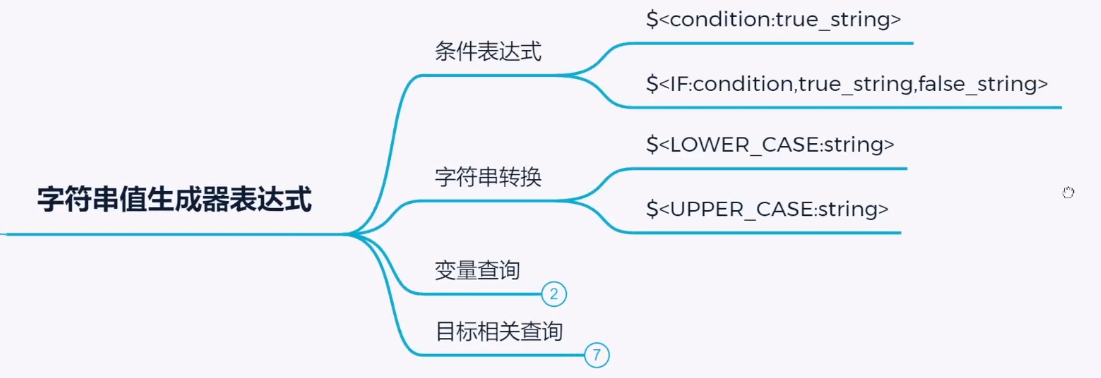 字符串值生成器表达式
条件表达式
$<condition:true_string>
$<IF:condition,true_string,false_string>
字符串转换
$<LOWER_CASE:string>
$<UPPER_CASE:string>
变量查询
2
目标相关查询
7